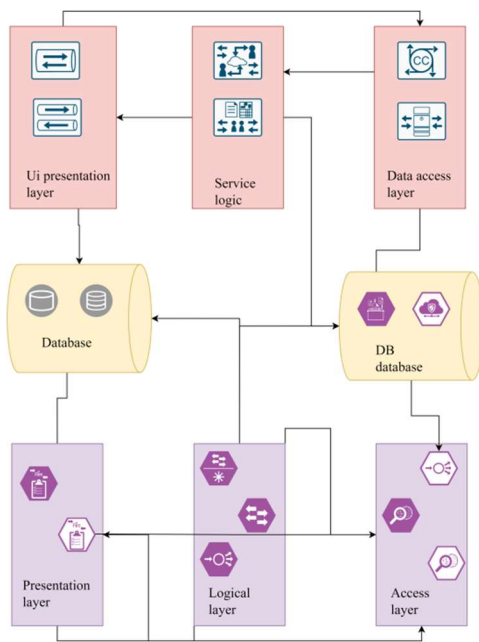 CC
Ui presentation
layer
Service
logic
Data access
layer
Database
DB
database
Presentation
layer
Logical
layer
Access
layer